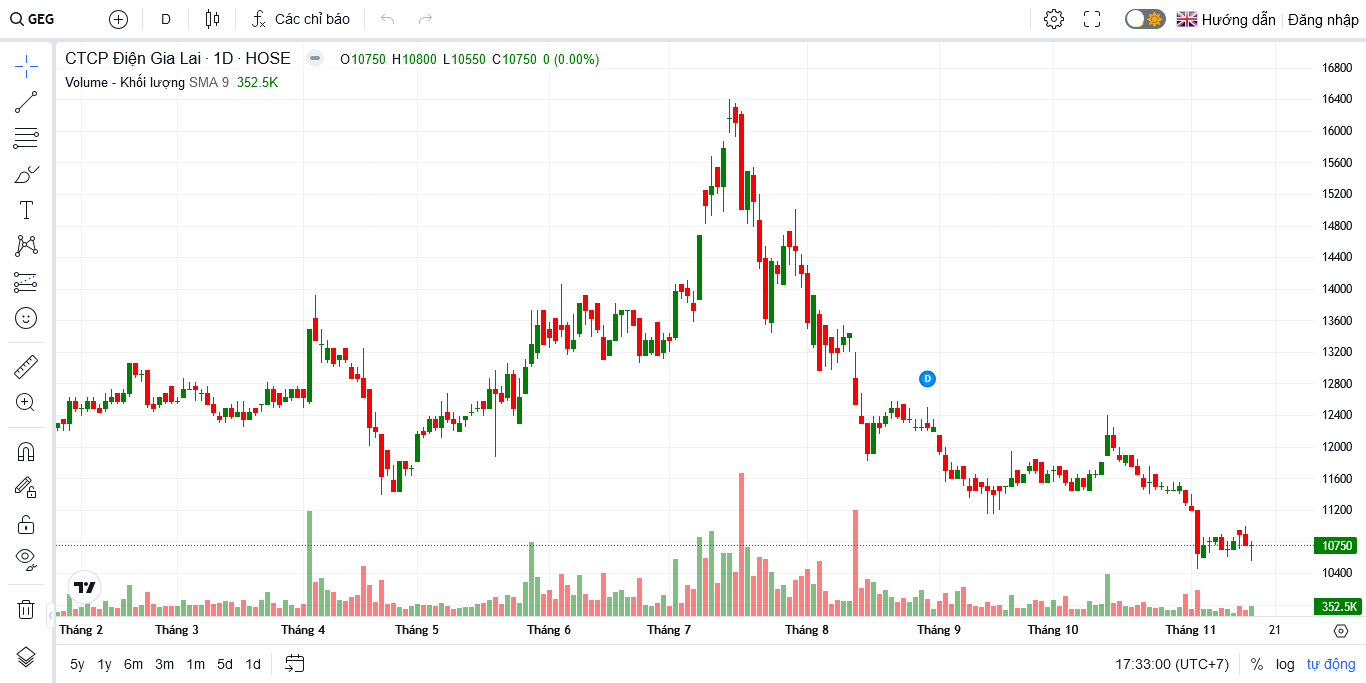 GEG D Các chỉ báo Hướng dẫn Đăng nhập
CTCP Điện Gia Lai · 1D · HOSE O10750 H10800 L10550 C10750 0 (0.00%)
Volume - Khối lượng SMA 9 352.5K
16800
16400
16000
15600
15200
14800
14400
14000
13600
13200
12800
12400
12000
11600
11200
10750
10400
352.5K
D
Tháng 2 Tháng 3 Tháng 4 Tháng 5 Tháng 6 Tháng 7 Tháng 8 Tháng 9 Tháng 10 Tháng 11 21
5y 1y 6m 3m 1m 5d 1d 17:33:00 (UTC+7) % log tự động